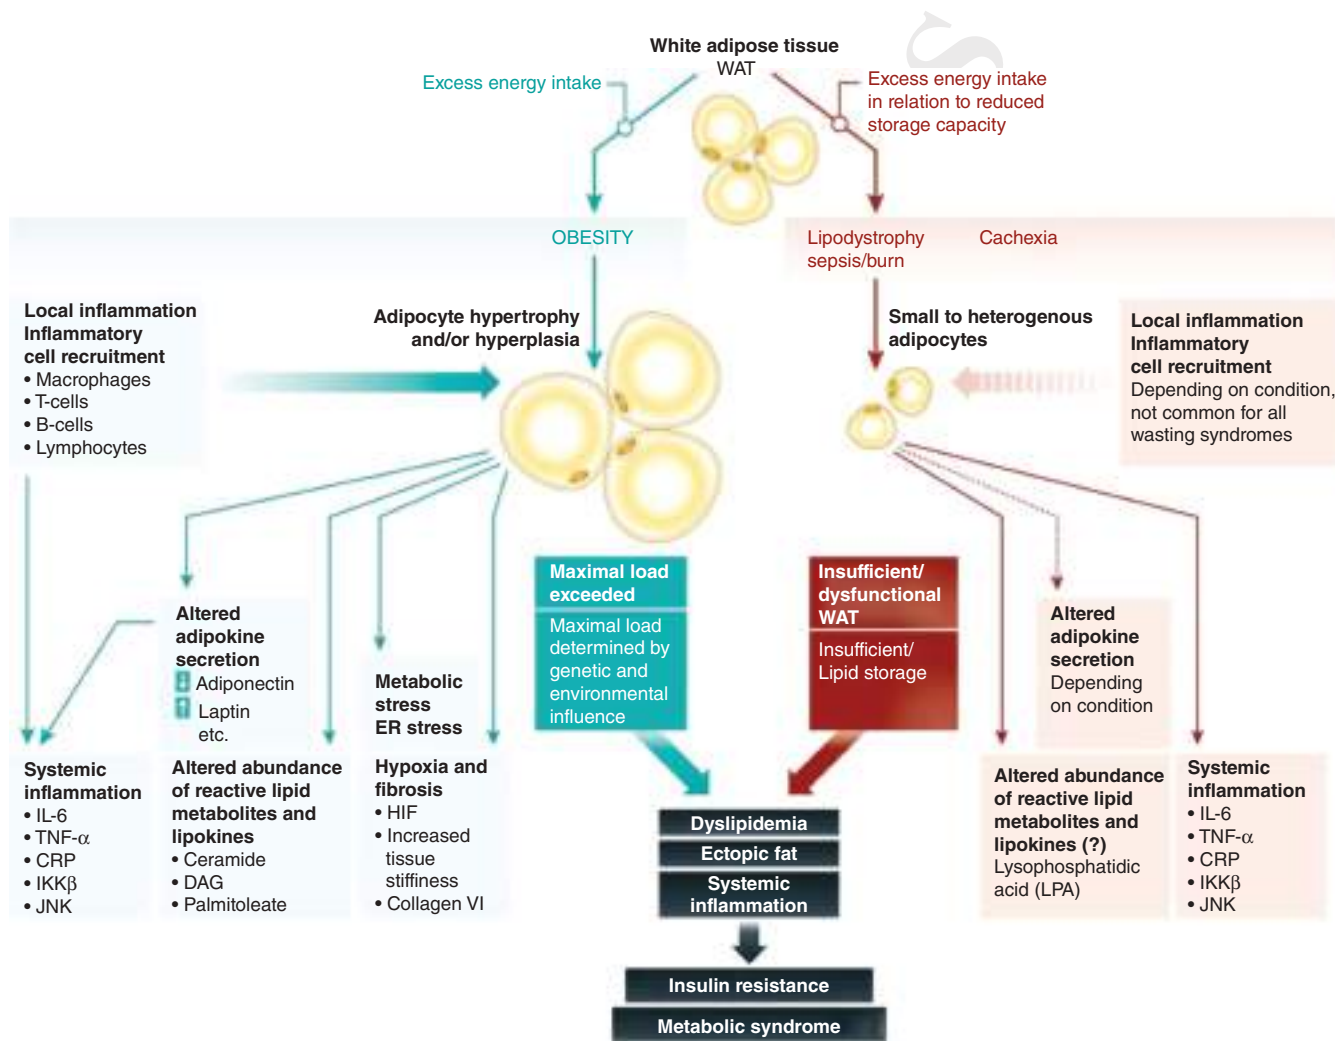 White adipose tissue
WAT
Excess energy intake
Excess energy intake
in relation to reduced
storage capacity
OBESITY
Lipodystrophy
sepsis/burn
Cachexia
Local inflammation
Inflammatory
cell recruitment
• Macrophages
• T-cells
• B-cells
• Lymphocytes
Adipocyte hypertrophy
and/or hyperplasia
Small to heterogenous
adipocytes
Local inflammation
Inflammatory
cell recruitment
Depending on condition,
not common for all
wasting syndromes
Altered
adipokine
secretion
Adiponectin
Laptin
etc.
Metabolic
stress
ER stress
Maximal load
exceeded
Maximal load
determined by
genetic and
environmental
influence
Insufficient/
dysfunctional
WAT
Insufficient/
Lipid storage
Altered
adipokine
secretion
Depending
on condition
Systemic
inflammation
• IL-6
• TNF-α
• CRP
• IKKβ
• JNK
Altered abundance
of reactive lipid
metabolites and
lipokines
• Ceramide
• DAG
• Palmitoleate
Hypoxia and
fibrosis
• HIF
• Increased
tissue
stiffness
• Collagen VI
Dyslipidemia
Ectopic fat
Systemic
inflammation
Insulin resistance
Metabolic syndrome
Altered abundance
of reactive lipid
metabolites and
lipokines (?)
Lysophosphatidic
acid (LPA)
Systemic
inflammation
• IL-6
• TNF-α
• CRP
• IKKβ
• JNK